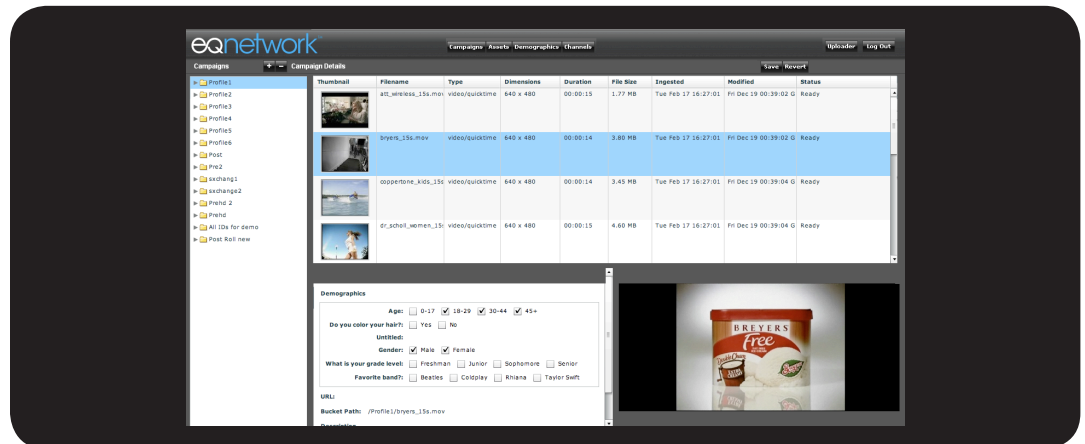 eqnetwork™
Campaigns Assets Demographics Channels
Uploader Log Out
Campaigns + – Campaign Details
Save Revert
Profile1
Profile2
Profile3
Profile4
Profile5
Profile6
Post
Pre2
sxchang1
sxchange2
Prehd 2
Prehd
All IDs for demo
Post Roll new
Thumbnail Filename Type Dimensions Duration File Size Ingested Modified Status
att_wireless_15s.mov video/quicktime 640 x 480 00:00:15 1.77 MB Tue Feb 17 16:27:01 Fri Dec 19 00:39:02 G Ready
bryers_15s.mov video/quicktime 640 x 480 00:00:14 3.80 MB Tue Feb 17 16:27:01 Fri Dec 19 00:39:02 G Ready
coppertone_kids_15s video/quicktime 640 x 480 00:00:14 3.45 MB Tue Feb 17 16:27:01 Fri Dec 19 00:39:04 G Ready
dr_scholl_women_15s video/quicktime 640 x 480 00:00:15 4.60 MB Tue Feb 17 16:27:01 Fri Dec 19 00:39:04 G Ready
Demographics
Age: 0-17 18-29 30-44 45+
Do you color your hair?: Yes No
Untitled:
Gender: Male Female
What is your grade level: Freshman Junior Sophomore Senior
Favorite band?: Beatles Coldplay Rhiana Taylor Swift
URL:
Bucket Path: /Profile1/bryers_15s.mov
Description
BREYERS
Free
Double Churn
EXTRA CREAMY